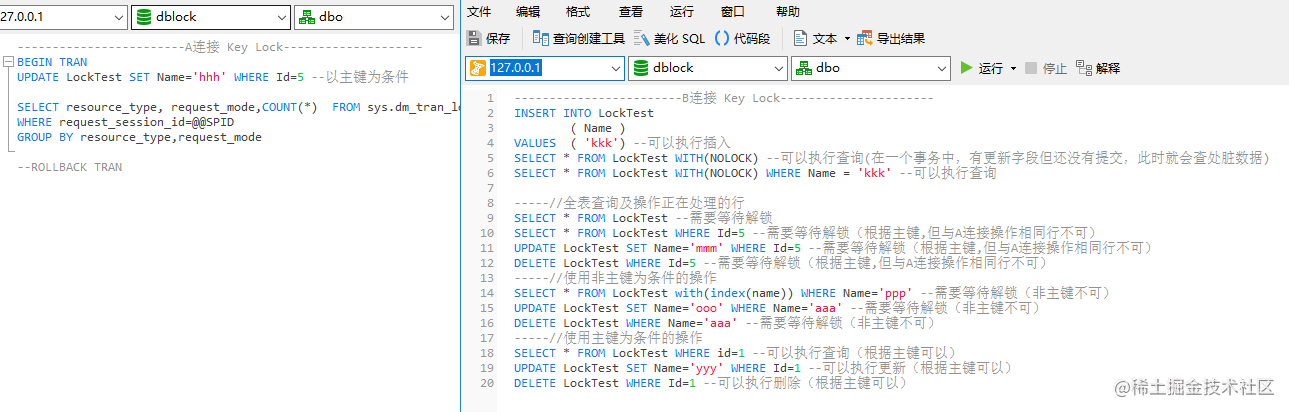 27.0.0.1
dblock
dbo
--------------------------A连接 Key Lock--------------------
BEGIN TRAN
UPDATE LockTest SET Name='hhh' WHERE Id=5 --以主键为条件
SELECT resource_type, request_mode,COUNT(*)  FROM sys.dm_tran_lo
WHERE request_session_id=@@SPID
GROUP BY resource_type,request_mode
--ROLLBACK TRAN
文件 编辑 格式 查看 运行 窗口 帮助
保存 查询创建工具 美化 SQL 代码段 文本 导出结果
127.0.0.1 dblock dbo 运行 停止 解释
1 ------------------------B连接 Key Lock----------------------
2 INSERT INTO LockTest
3 ( Name )
4 VALUES  ( 'kkk') --可以执行插入
5 SELECT * FROM LockTest WITH(NOLOCK) --可以执行查询(在一个事务中，有更新字段但还没有提交，此时就会查处脏数据)
6 SELECT * FROM LockTest WITH(NOLOCK) WHERE Name = 'kkk' --可以执行查询
7
8 -----//全表查询及操作正在处理的行
9 SELECT * FROM LockTest --需要等待解锁
10 SELECT * FROM LockTest WHERE Id=5 --需要等待解锁（根据主键,但与A连接操作相同行不可）
11 UPDATE LockTest SET Name='mmm' WHERE Id=5 --需要等待解锁（根据主键,但与A连接操作相同行不可）
12 DELETE LockTest WHERE Id=5 --需要等待解锁（根据主键,但与A连接操作相同行不可）
13 -----//使用非主键为条件的操作
14 SELECT * FROM LockTest with(index(name)) WHERE Name='ppp' --需要等待解锁（非主键不可）
15 UPDATE LockTest SET Name='ooo' WHERE Name='aaa' --需要等待解锁（非主键不可）
16 DELETE LockTest WHERE Name='aaa' --需要等待解锁（非主键不可）
17 -----//使用主键为条件的操作
18 SELECT * FROM LockTest WHERE id=1 --可以执行查询（根据主键可以）
19 UPDATE LockTest SET Name='yyy' WHERE Id=1 --可以执行更新（根据主键可以）
20 DELETE LockTest WHERE Id=1 --可以执行删除（根据主键可以）
@稀土掘金技术社区